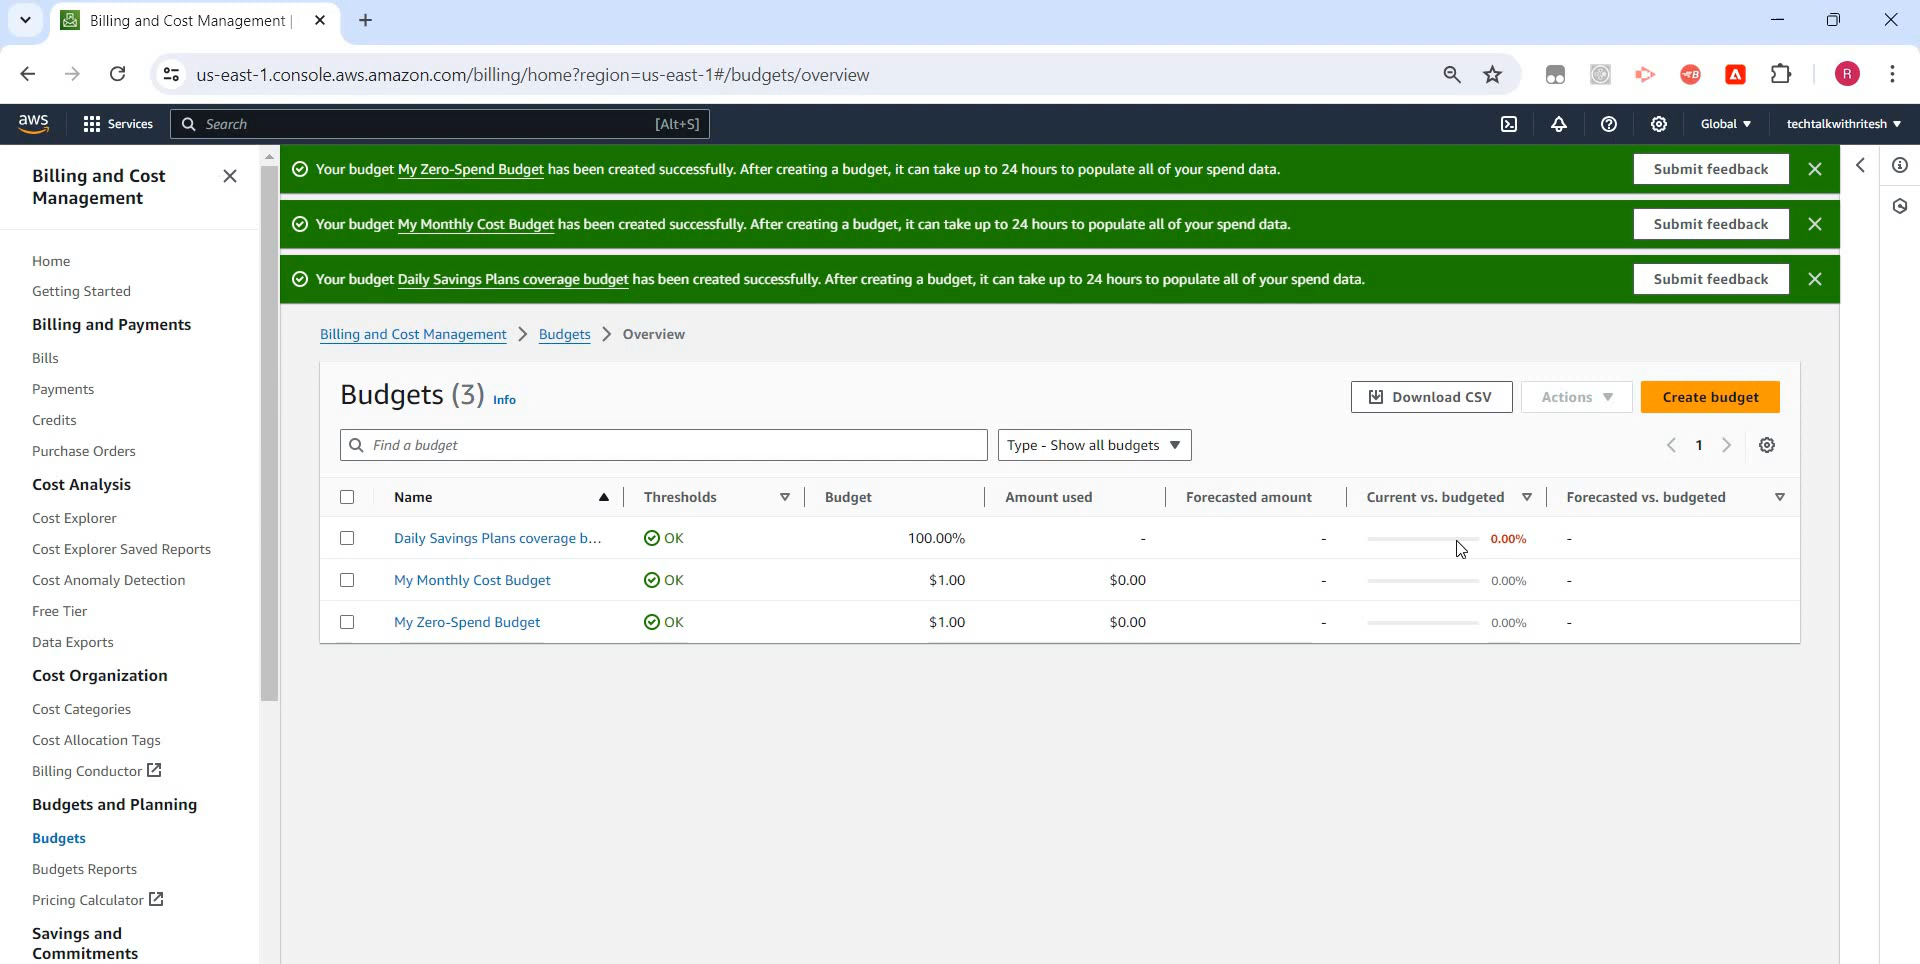 Billing and Cost Management |
us-east-1.console.aws.amazon.com/billing/home?region=us-east-1#/budgets/overview
R
aws
Services
Search [Alt+S]
Global
techtalkwithritesh
Billing and Cost
Management
Home
Getting Started
Billing and Payments
Bills
Payments
Credits
Purchase Orders
Cost Analysis
Cost Explorer
Cost Explorer Saved Reports
Cost Anomaly Detection
Free Tier
Data Exports
Cost Organization
Cost Categories
Cost Allocation Tags
Billing Conductor
Budgets and Planning
Budgets
Budgets Reports
Pricing Calculator
Savings and
Commitments
Your budget My Zero-Spend Budget has been created successfully. After creating a budget, it can take up to 24 hours to populate all of your spend data. Submit feedback
Your budget My Monthly Cost Budget has been created successfully. After creating a budget, it can take up to 24 hours to populate all of your spend data. Submit feedback
Your budget Daily Savings Plans coverage budget has been created successfully. After creating a budget, it can take up to 24 hours to populate all of your spend data. Submit feedback
Billing and Cost Management > Budgets > Overview
Budgets (3) Info
Download CSV Actions Create budget
Find a budget Type - Show all budgets 1
Name Thresholds Budget Amount used Forecasted amount Current vs. budgeted Forecasted vs. budgeted
Daily Savings Plans coverage b... OK 100.00% - - 0.00% -
My Monthly Cost Budget OK $1.00 $0.00 - 0.00% -
My Zero-Spend Budget OK $1.00 $0.00 - 0.00% -